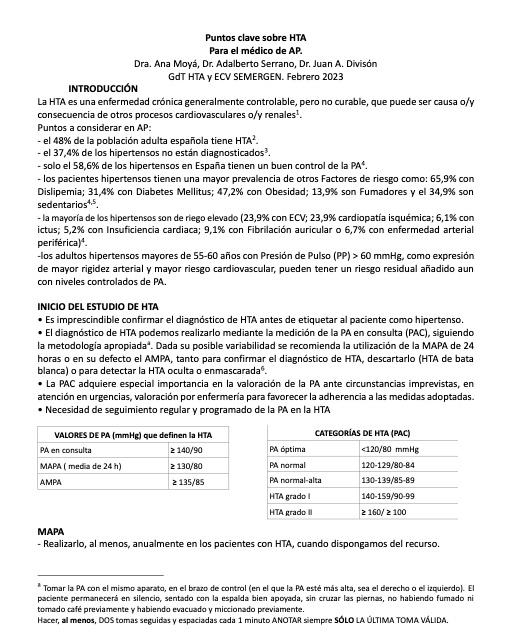 Puntos clave sobre HTA
Para el médico de AP.
Dra. Ana Moyá, Dr. Adalberto Serrano, Dr. Juan A. Divisón
GdT HTA y ECV SEMERGEN. Febrero 2023
INTRODUCCIÓN
La HTA es una enfermedad crónica generalmente controlable, pero no curable, que puede ser causa o/y
consecuencia de otros procesos cardiovasculares o/y renales¹.
Puntos a considerar en AP:
- el 48% de la población adulta española tiene HTA².
- el 37,4% de los hipertensos no están diagnosticados³.
- solo el 58,6% de los hipertensos en España tienen un buen control de la PA⁴.
- los pacientes hipertensos tienen una mayor prevalencia de otros Factores de riesgo como: 65,9% con
Dislipemia; 31,4% con Diabetes Mellitus; 47,2% con Obesidad; 13,9% son Fumadores y el 34,9% son
sedentarios⁴,⁵.
- la mayoría de los hipertensos son de riego elevado (23,9% con ECV; 23,9% cardiopatía isquémica; 6,1% con
ictus; 5,2% con Insuficiencia cardiaca; 9,1% con Fibrilación auricular o 6,7% con enfermedad arterial
periférica)⁴.
-los adultos hipertensos mayores de 55-60 años con Presión de Pulso (PP) > 60 mmHg, como expresión
de mayor rigidez arterial y mayor riesgo cardiovascular, pueden tener un riesgo residual añadido aun
con niveles controlados de PA.
INICIO DEL ESTUDIO DE HTA
• Es imprescindible confirmar el diagnóstico de HTA antes de etiquetar al paciente como hipertenso.
• El diagnóstico de HTA podemos realizarlo mediante la medición de la PA en consulta (PAC), siguiendo
la metodología apropiadaª. Dada su posible variabilidad se recomienda la utilización de la MAPA de 24
horas o en su defecto el AMPA, tanto para confirmar el diagnóstico de HTA, descartarlo (HTA de bata
blanca) o para detectar la HTA oculta o enmascarada⁶.
• La PAC adquiere especial importancia en la valoración de la PA ante circunstancias imprevistas, en
atención en urgencias, valoración por enfermería para favorecer la adherencia a las medidas adoptadas.
• Necesidad de seguimiento regular y programado de la PA en la HTA
VALORES DE PA (mmHg) que definen la HTA
PA en consulta ≥ 140/90
MAPA ( media de 24 h) ≥ 130/80
AMPA ≥ 135/85
CATEGORÍAS DE HTA (PAC)
PA óptima <120/80 mmHg
PA normal 120-129/80-84
PA normal-alta 130-139/85-89
HTA grado I 140-159/90-99
HTA grado II ≥ 160/ ≥ 100
MAPA
- Realizarlo, al menos, anualmente en los pacientes con HTA, cuando dispongamos del recurso.
ª Tomar la PA con el mismo aparato, en el brazo de control (en el que la PA esté más alta, sea el derecho o el izquierdo). El
paciente permanecerá en silencio, sentado con la espalda bien apoyada, sin cruzar las piernas, no habiendo fumado ni
tomado café previamente y habiendo evacuado y miccionado previamente.
Hacer, al menos, DOS tomas seguidas y espaciadas cada 1 minuto ANOTAR siempre SÓLO LA ÚLTIMA TOMA VÁLIDA.